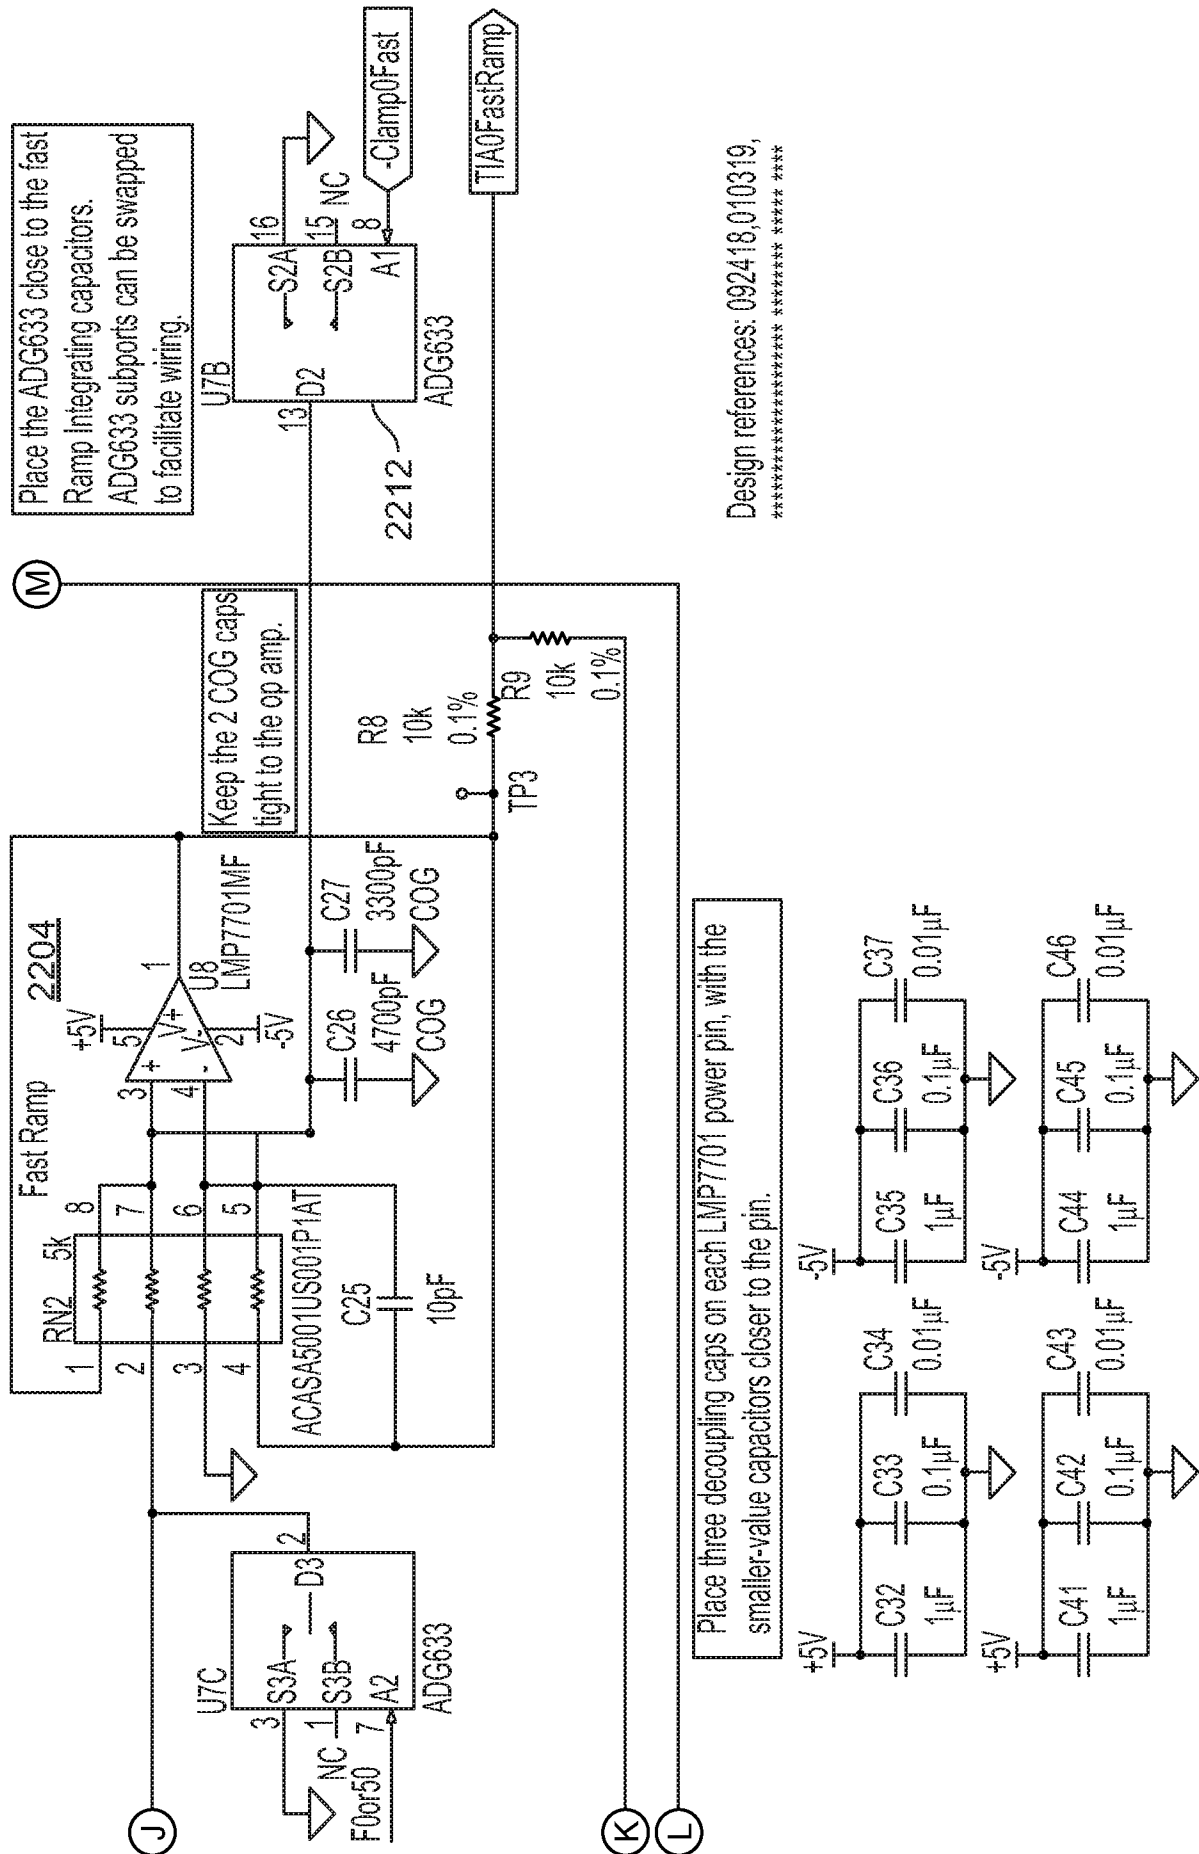 Place the ADG633 close to the fast
Ramp Integrating capacitors.
ADG633 subports can be swapped
to facilitate wiring.
M
Keep the 2 COG caps
tight to the op amp.
Fast Ramp
2204
+5V
5
V+
3
+
4
-
V-
2
-5V
1
U8
LMP7701MF
RN2
5k
1
2
3
4
8
7
6
5
ACASA5001US001P1AT
C25
10pF
C26
4700pF
COG
C27
3300pF
COG
J
U7C
3
S3A
1
S3B
NC
7
A2
F0or50
D3
2
ADG633
U7B
13
D2
S2A
16
S2B
15
NC
A1
8
ADG633
2212
-Clamp0Fast
TIA0FastRamp
TP3
R8
10k
0.1%
R9
10k
0.1%
K
L
Place three decoupling caps on each LMP7701 power pin, with the
smaller-value capacitors closer to the pin.
+5V
C32
1µF
C33
0.1µF
C34
0.01µF
-5V
C35
1µF
C36
0.1µF
C37
0.01µF
+5V
C41
1µF
C42
0.1µF
C43
0.01µF
-5V
C44
1µF
C45
0.1µF
C46
0.01µF
Design references: 092418,010319,